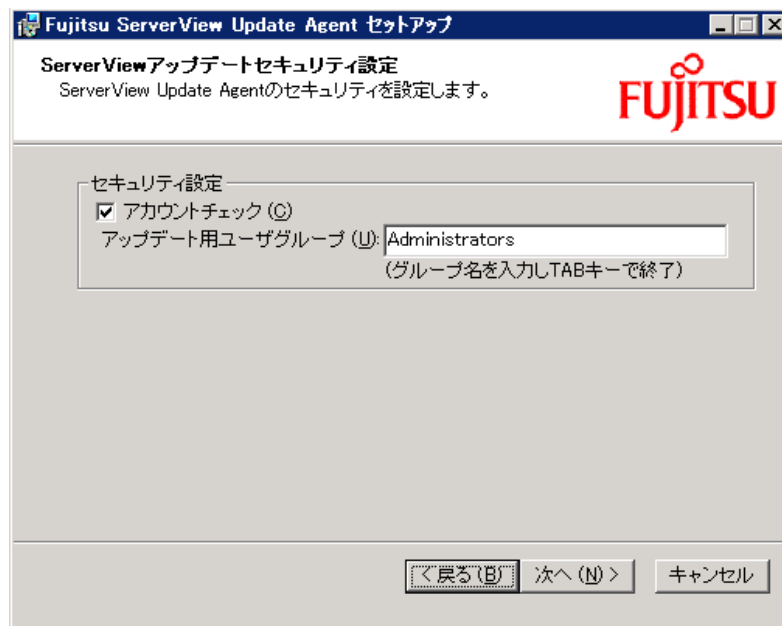 Fujitsu ServerView Update Agent セットアップ
ServerViewアップデートセキュリティ設定
ServerView Update Agentのセキュリティを設定します。
FUJITSU
セキュリティ設定
アカウントチェック(C)
アップデート用ユーザグループ(U): Administrators
(グループ名を入力しTABキーで終了)
< 戻る(B) 次へ(N) > キャンセル